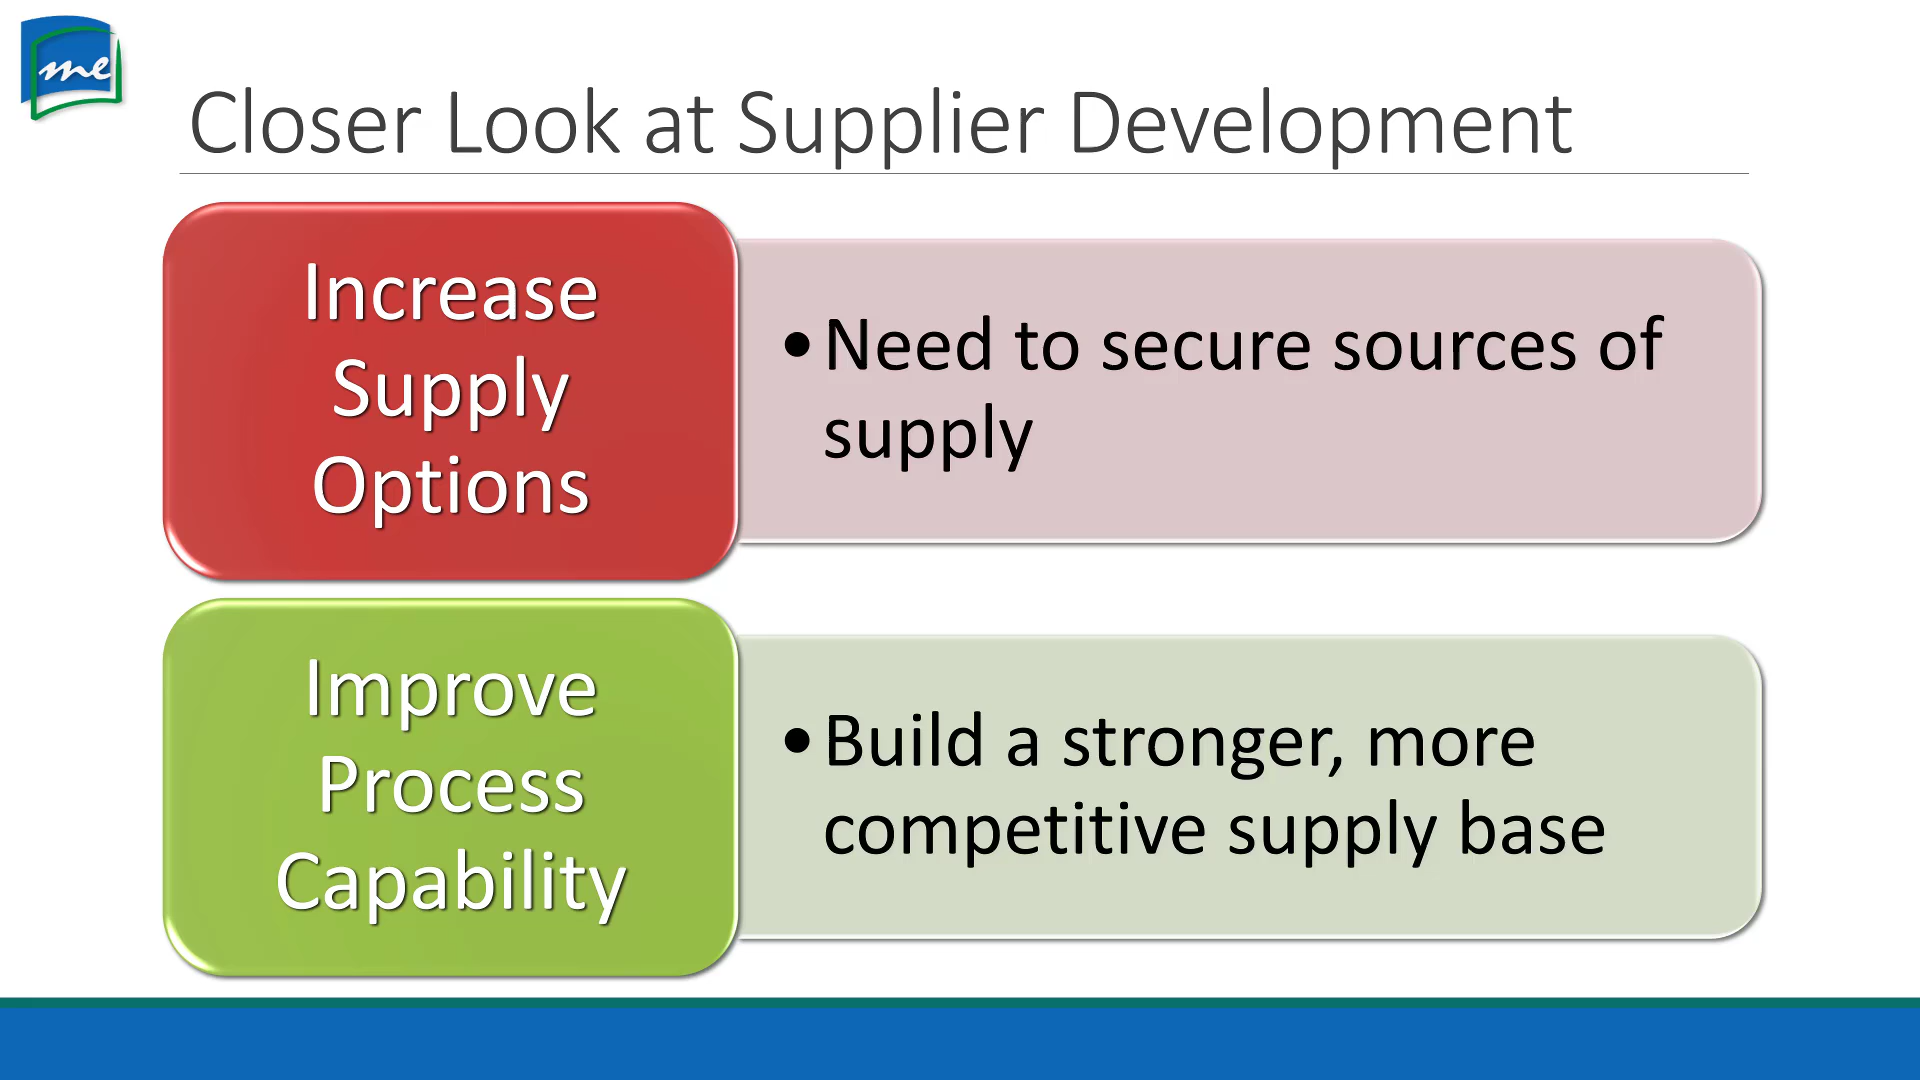 me
Closer Look at Supplier Development
Increase
Supply
Options
•Need to secure sources of
supply
Improve
Process
Capability
•Build a stronger, more
competitive supply base